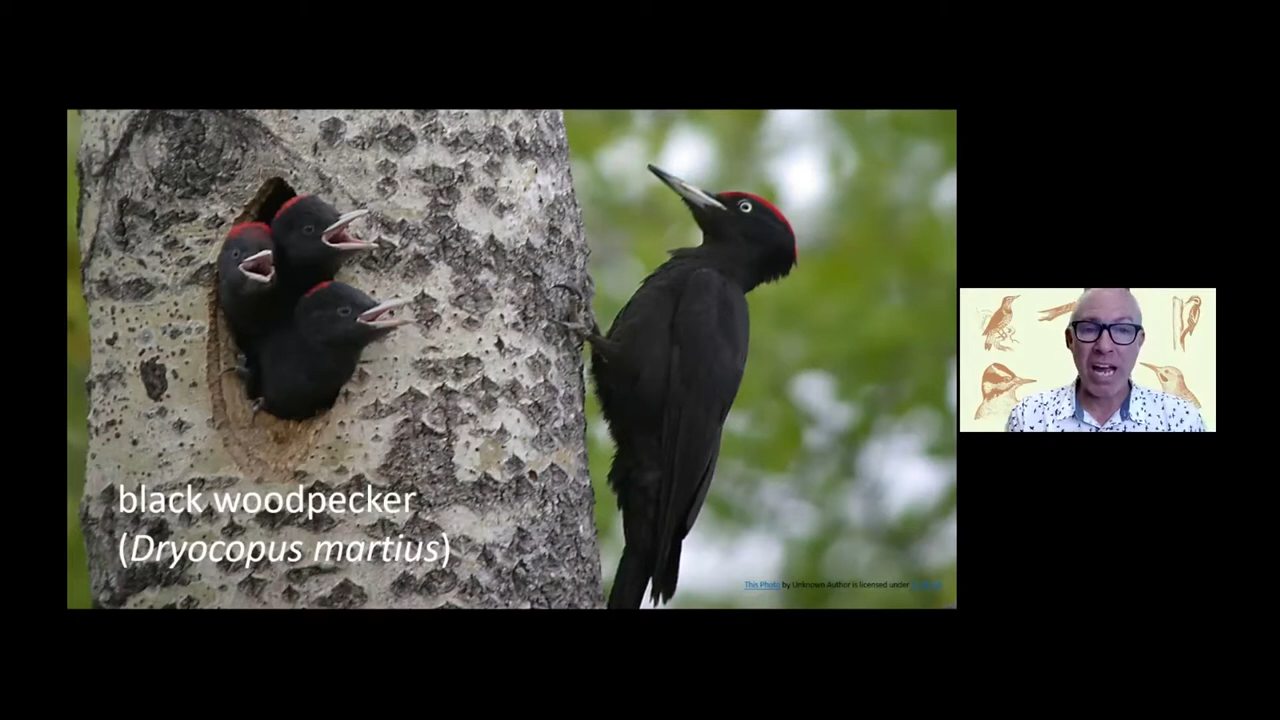 black woodpecker
(Dryocopus martius)
This Photo by Unknown Author is licensed under